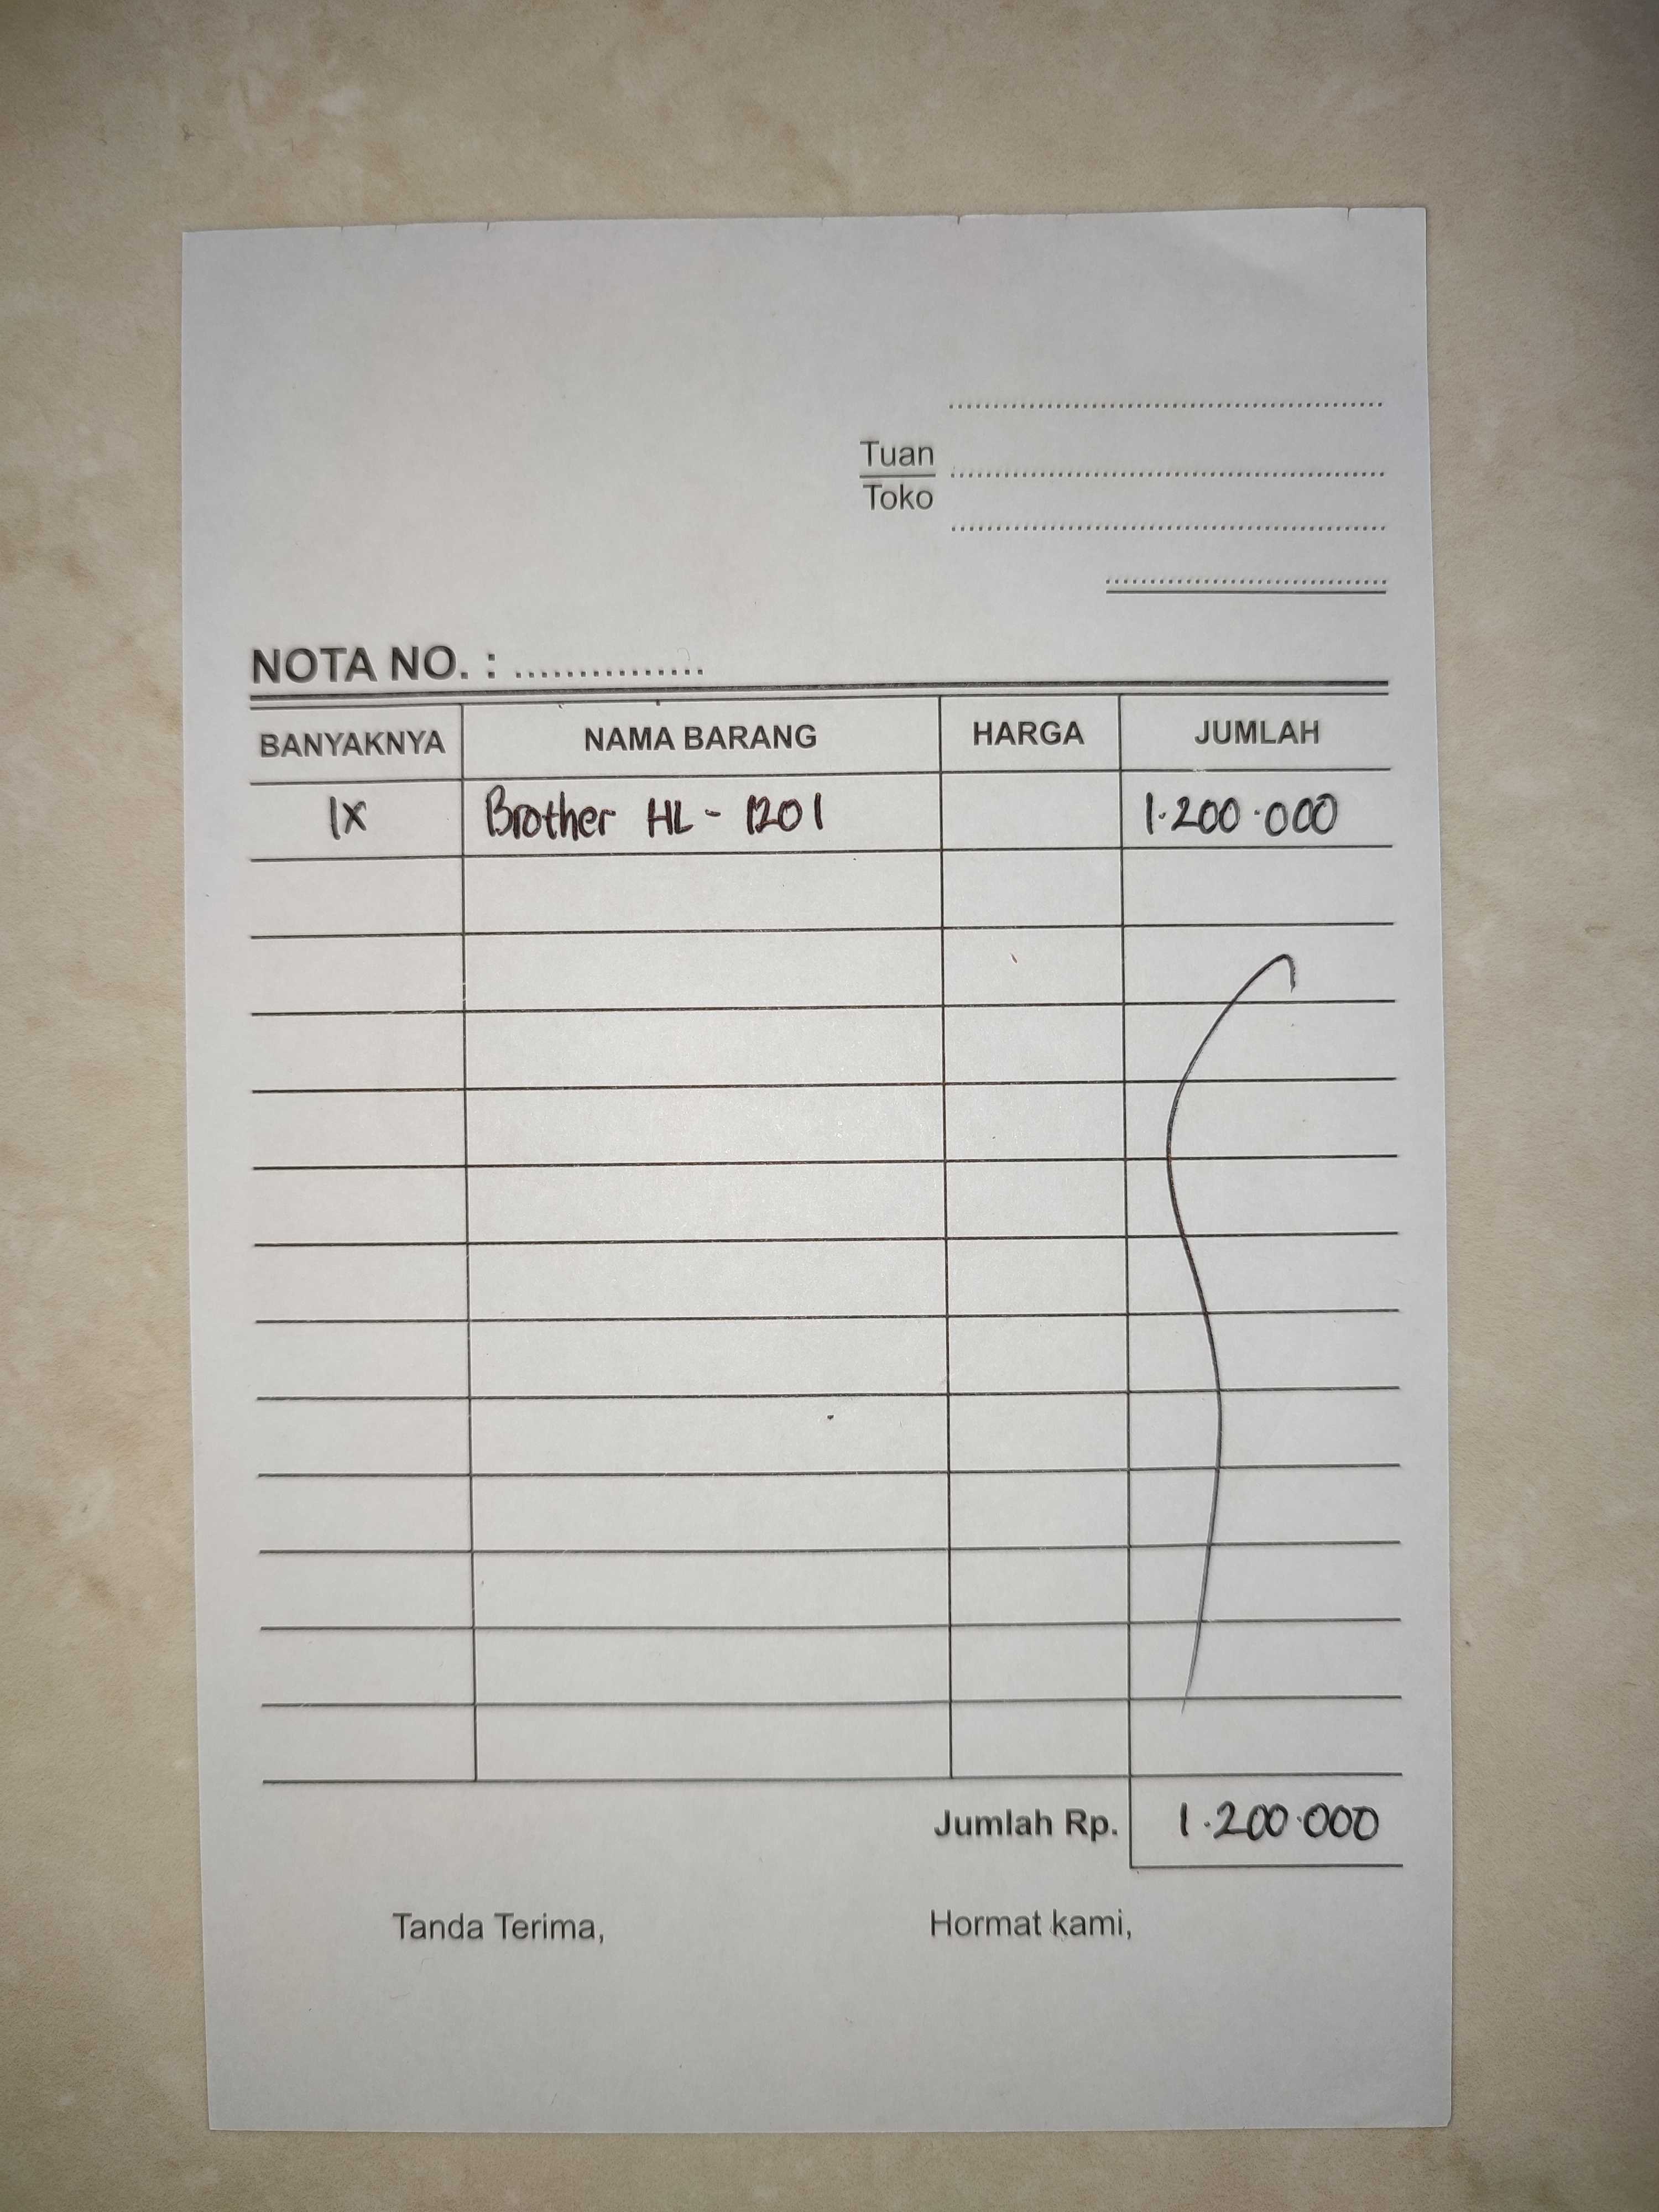 Tuan
Toko
NOTA NO. : ...............
BANYAKNYA NAMA BARANG HARGA JUMLAH
1x Brother HL - 1201 1.200.000
Jumlah Rp. 1.200.000
Tanda Terima, Hormat kami,